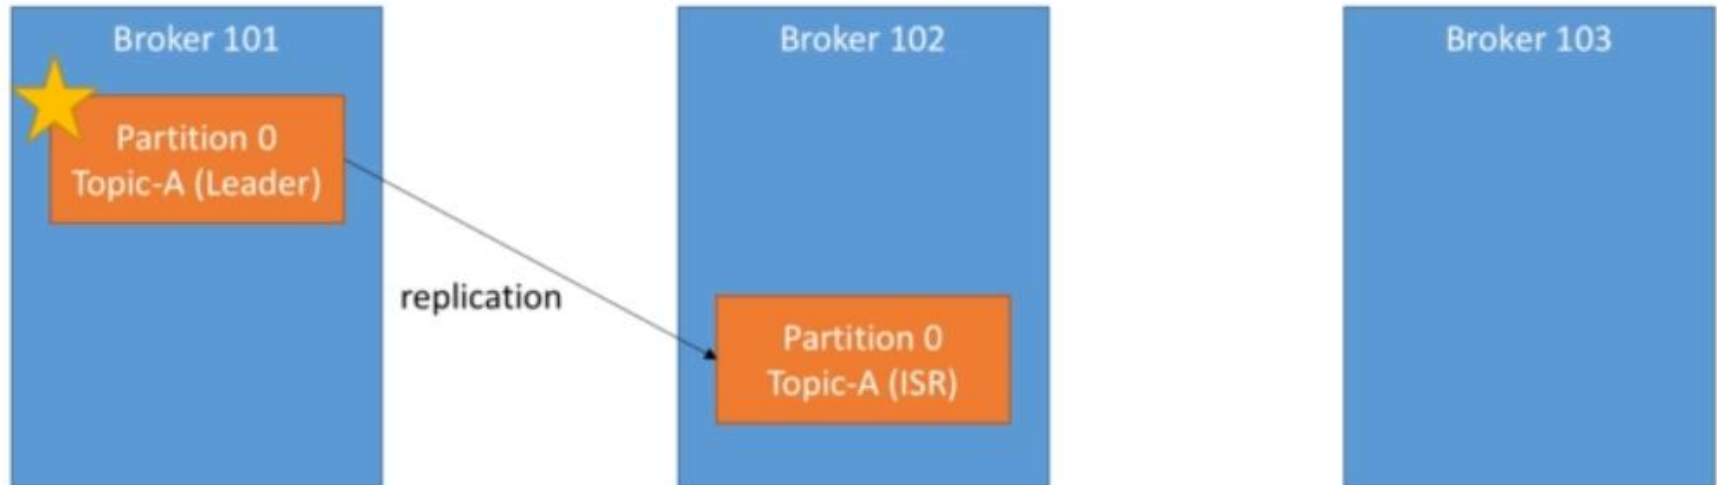 Broker 101
Partition 0
Topic-A (Leader)
replication
Broker 102
Partition 0
Topic-A (ISR)
Broker 103